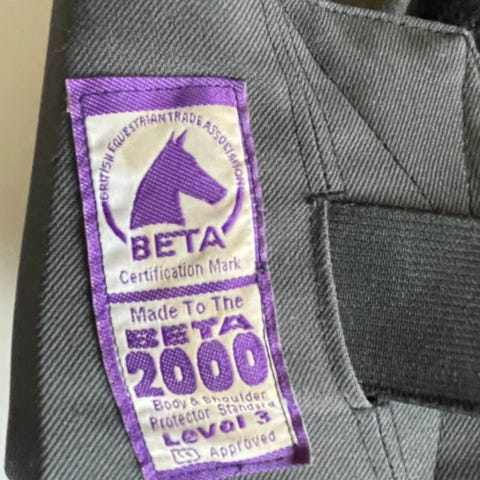 BRITISH EQUESTRIAN TRADE ASSOCIATION
BETA
Certification Mark
Made To The
BETA
2000
Body & Shoulder
Protector Standard
Level 3
Approved